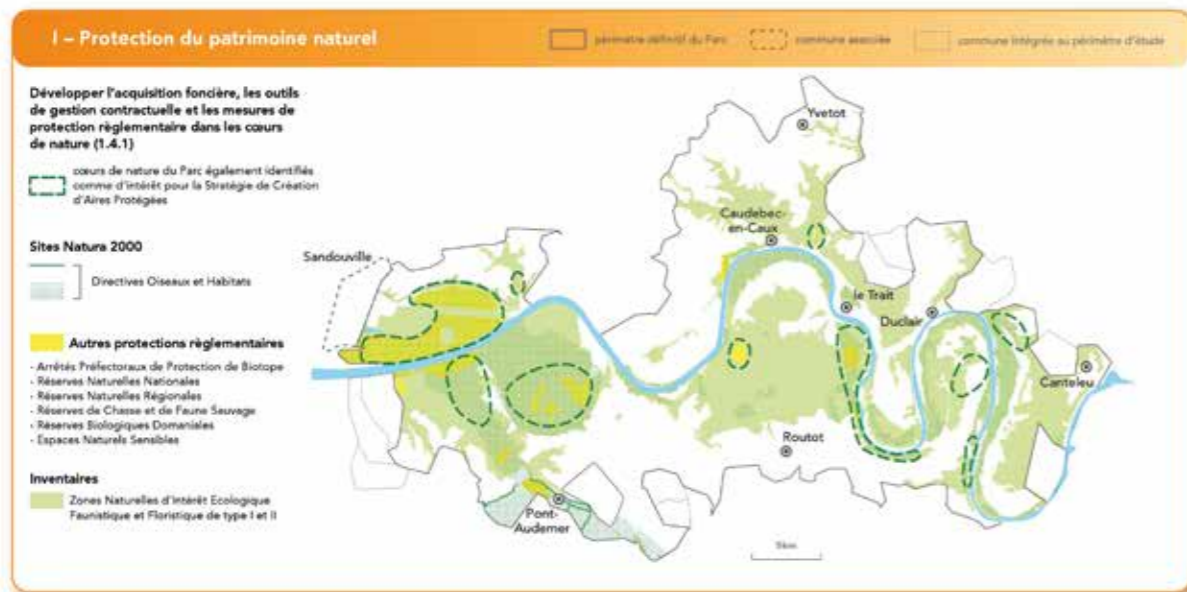 I – Protection du patrimoine naturel
périmètre définitif du Parc
commune associée
commune intégrée au périmètre d'étude
Développer l'acquisition foncière, les outils
de gestion contractuelle et les mesures de
protection règlementaire dans les cœurs
de nature (1.4.1)
cœurs de nature du Parc également identifiés
comme d'intérêt pour la Stratégie de Création
d'Aires Protégées
Sites Natura 2000
Directives Oiseaux et Habitats
Autres protections règlementaires
- Arrêtés Préfectoraux de Protection de Biotope
- Réserves Naturelles Nationales
- Réserves Naturelles Régionales
- Réserves de Chasse et de Faune Sauvage
- Réserves Biologiques Domaniales
- Espaces Naturels Sensibles
Inventaires
Zones Naturelles d'Intérêt Ecologique
Faunistique et Floristique de type I et II
Yvetot
Caudebec-
en-Caux
Sandouville
le Trait
Duclair
Canteleu
Routot
Pont-
Audemer
5km